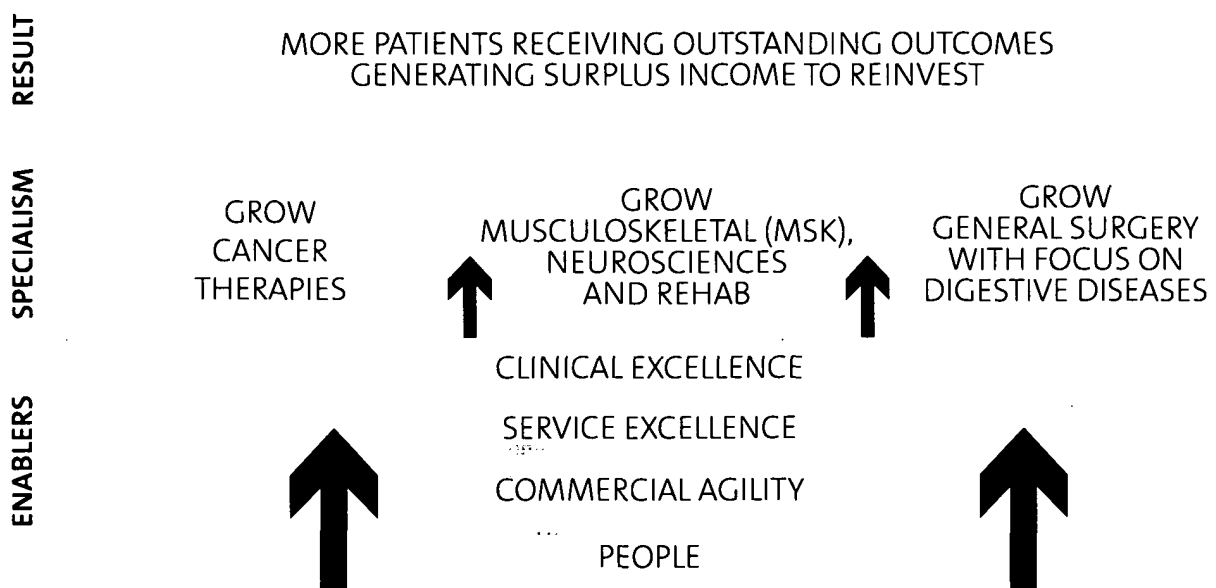 RESULT
MORE PATIENTS RECEIVING OUTSTANDING OUTCOMES
GENERATING SURPLUS INCOME TO REINVEST
SPECIALISM
GROW
CANCER
THERAPIES
GROW
MUSCULOSKELETAL (MSK),
NEUROSCIENCES
AND REHAB
GROW
GENERAL SURGERY
WITH FOCUS ON
DIGESTIVE DISEASES
ENABLERS
CLINICAL EXCELLENCE
SERVICE EXCELLENCE
COMMERCIAL AGILITY
PEOPLE